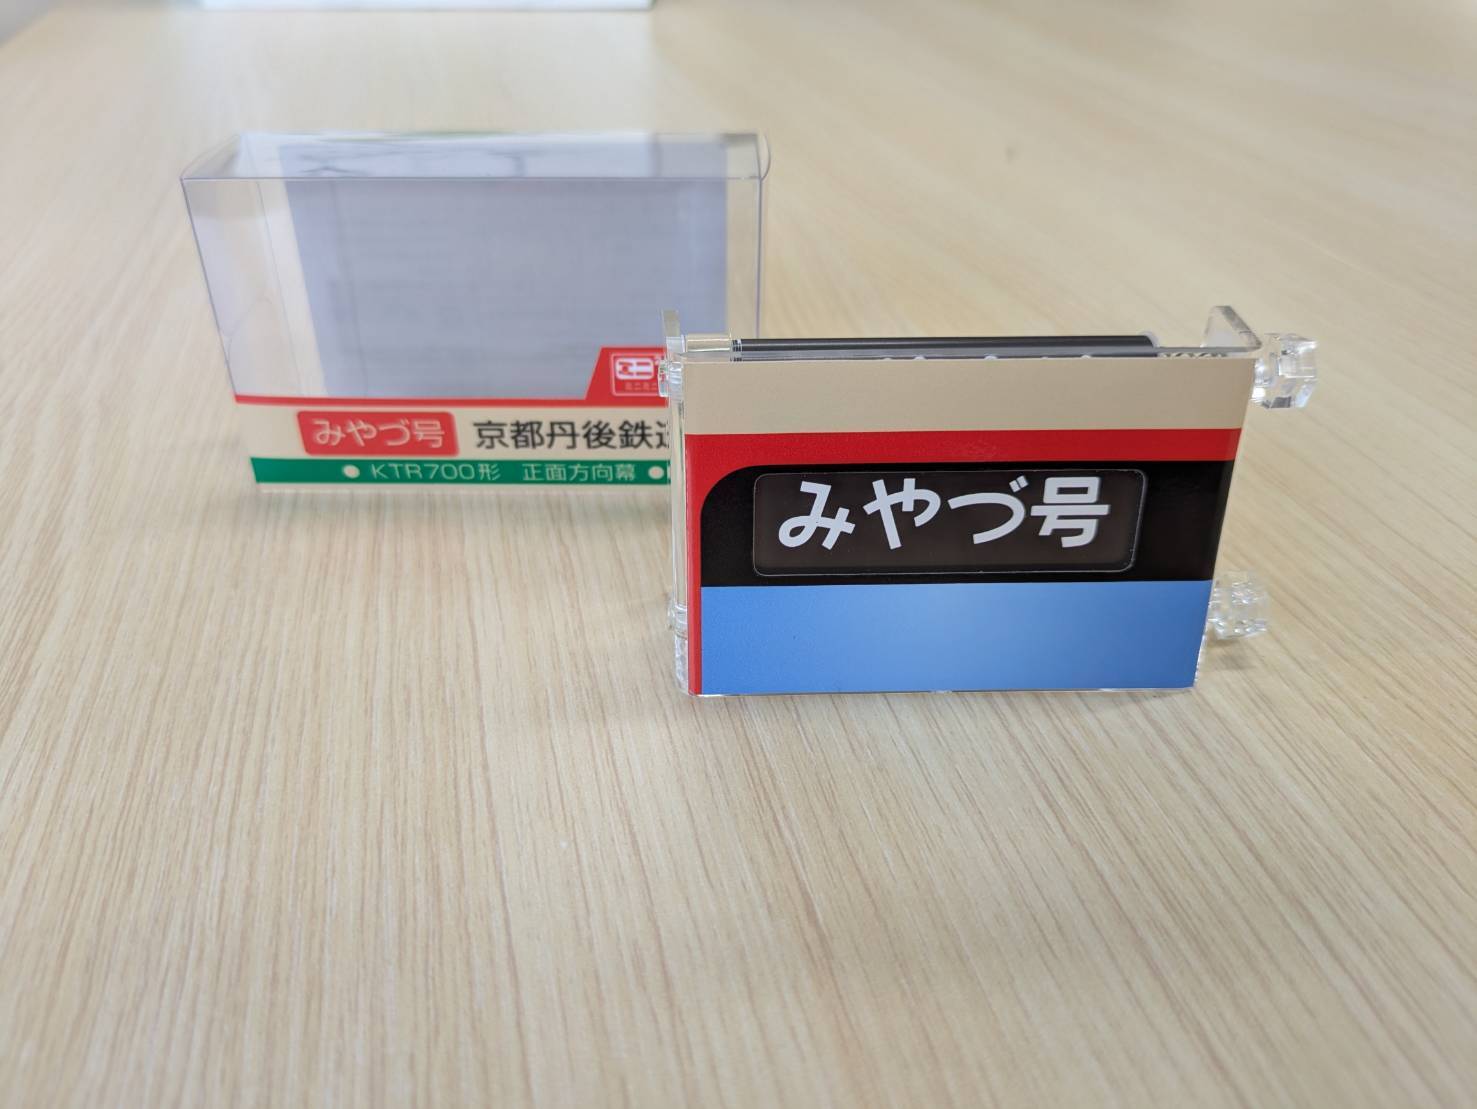 みやづ号 京都丹後鉄道
● KTR700形 正面方向幕 ●
みやづ号